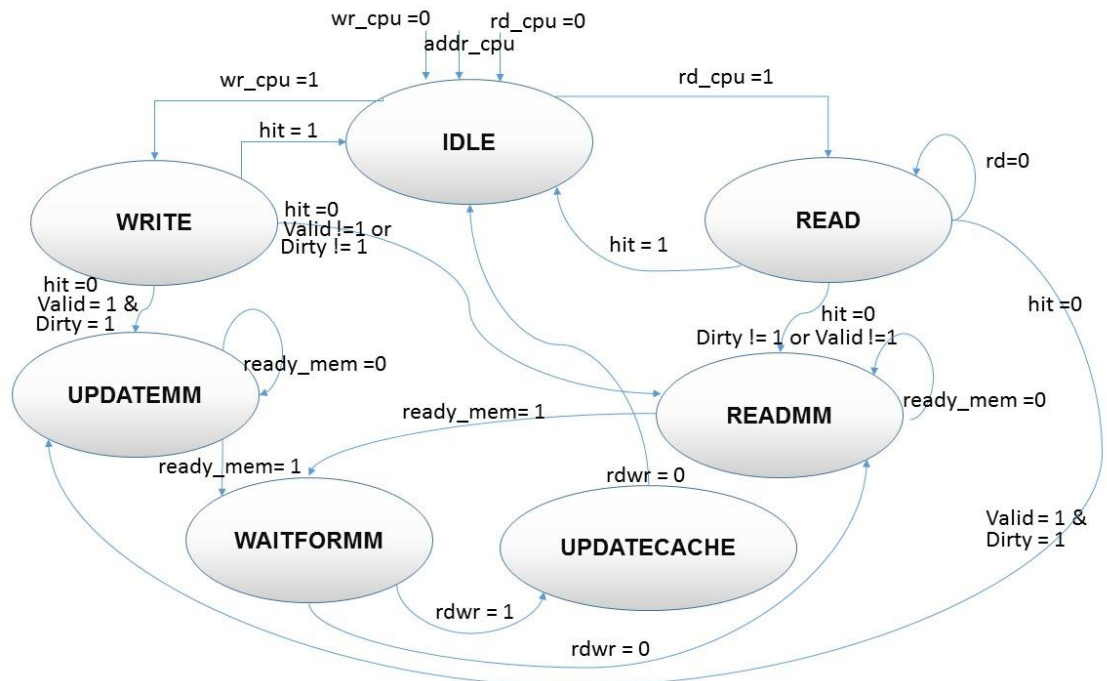 wr_cpu =0
rd_cpu =0
addr_cpu
wr_cpu =1
rd_cpu =1
IDLE
hit = 1
rd=0
WRITE
hit =0
Valid !=1 or
Dirty != 1
READ
hit = 1
hit =0
Valid = 1 &
Dirty = 1
hit =0
Dirty != 1 or Valid !=1
hit =0
ready_mem =0
UPDATEMM
ready_mem= 1
READMM
ready_mem =0
ready_mem= 1
rdwr = 0
WAITFORMM
UPDATECACHE
Valid = 1 &
Dirty = 1
rdwr = 1
rdwr = 0